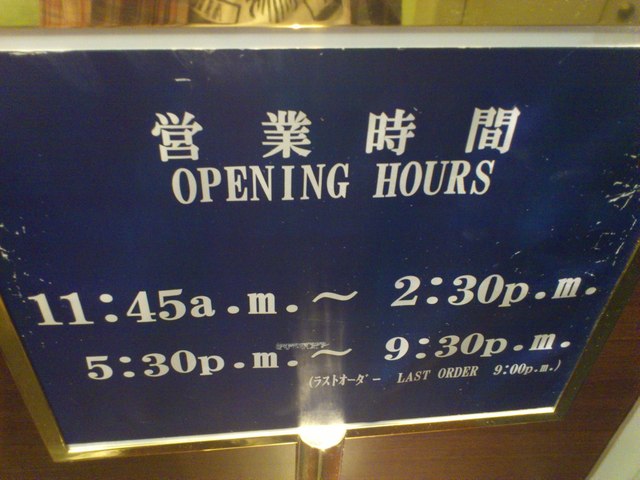 営業時間
OPENING HOURS
11:45a.m.～ 2:30p.m.
5:30p.m.～ 9:30p.m.
(ラストオーダー LAST ORDER 9:00p.m.)